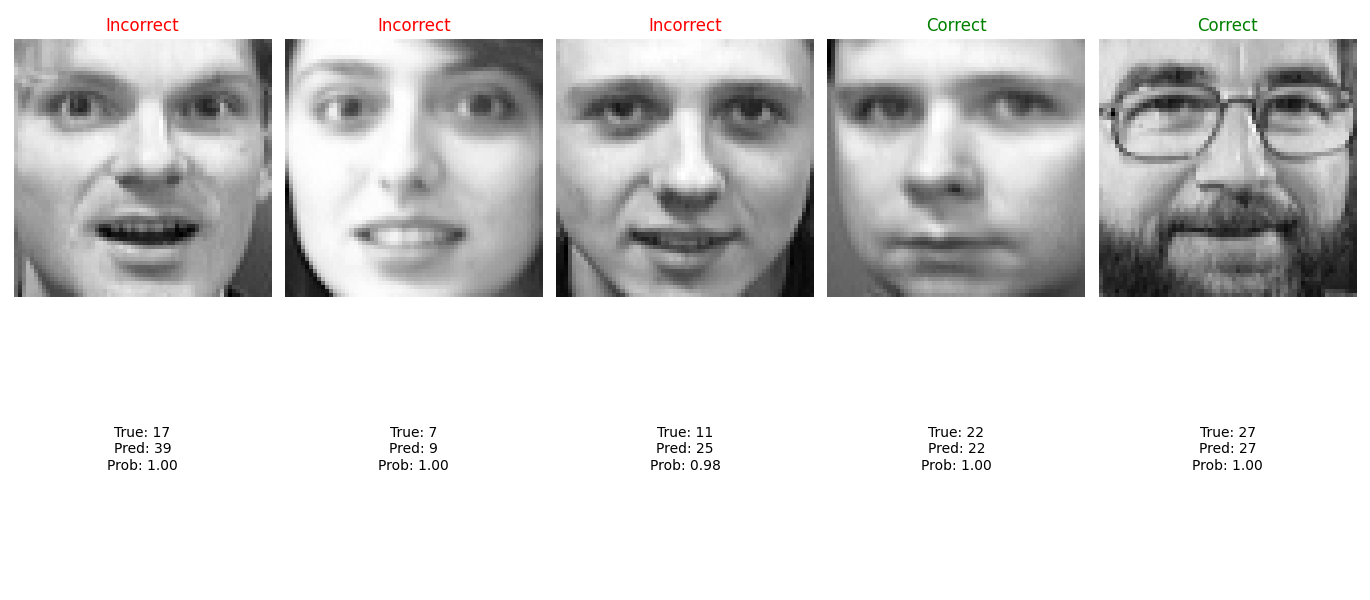 Incorrect
Incorrect
Incorrect
Correct
Correct
True: 17
Pred: 39
Prob: 1.00
True: 7
Pred: 9
Prob: 1.00
True: 11
Pred: 25
Prob: 0.98
True: 22
Pred: 22
Prob: 1.00
True: 27
Pred: 27
Prob: 1.00